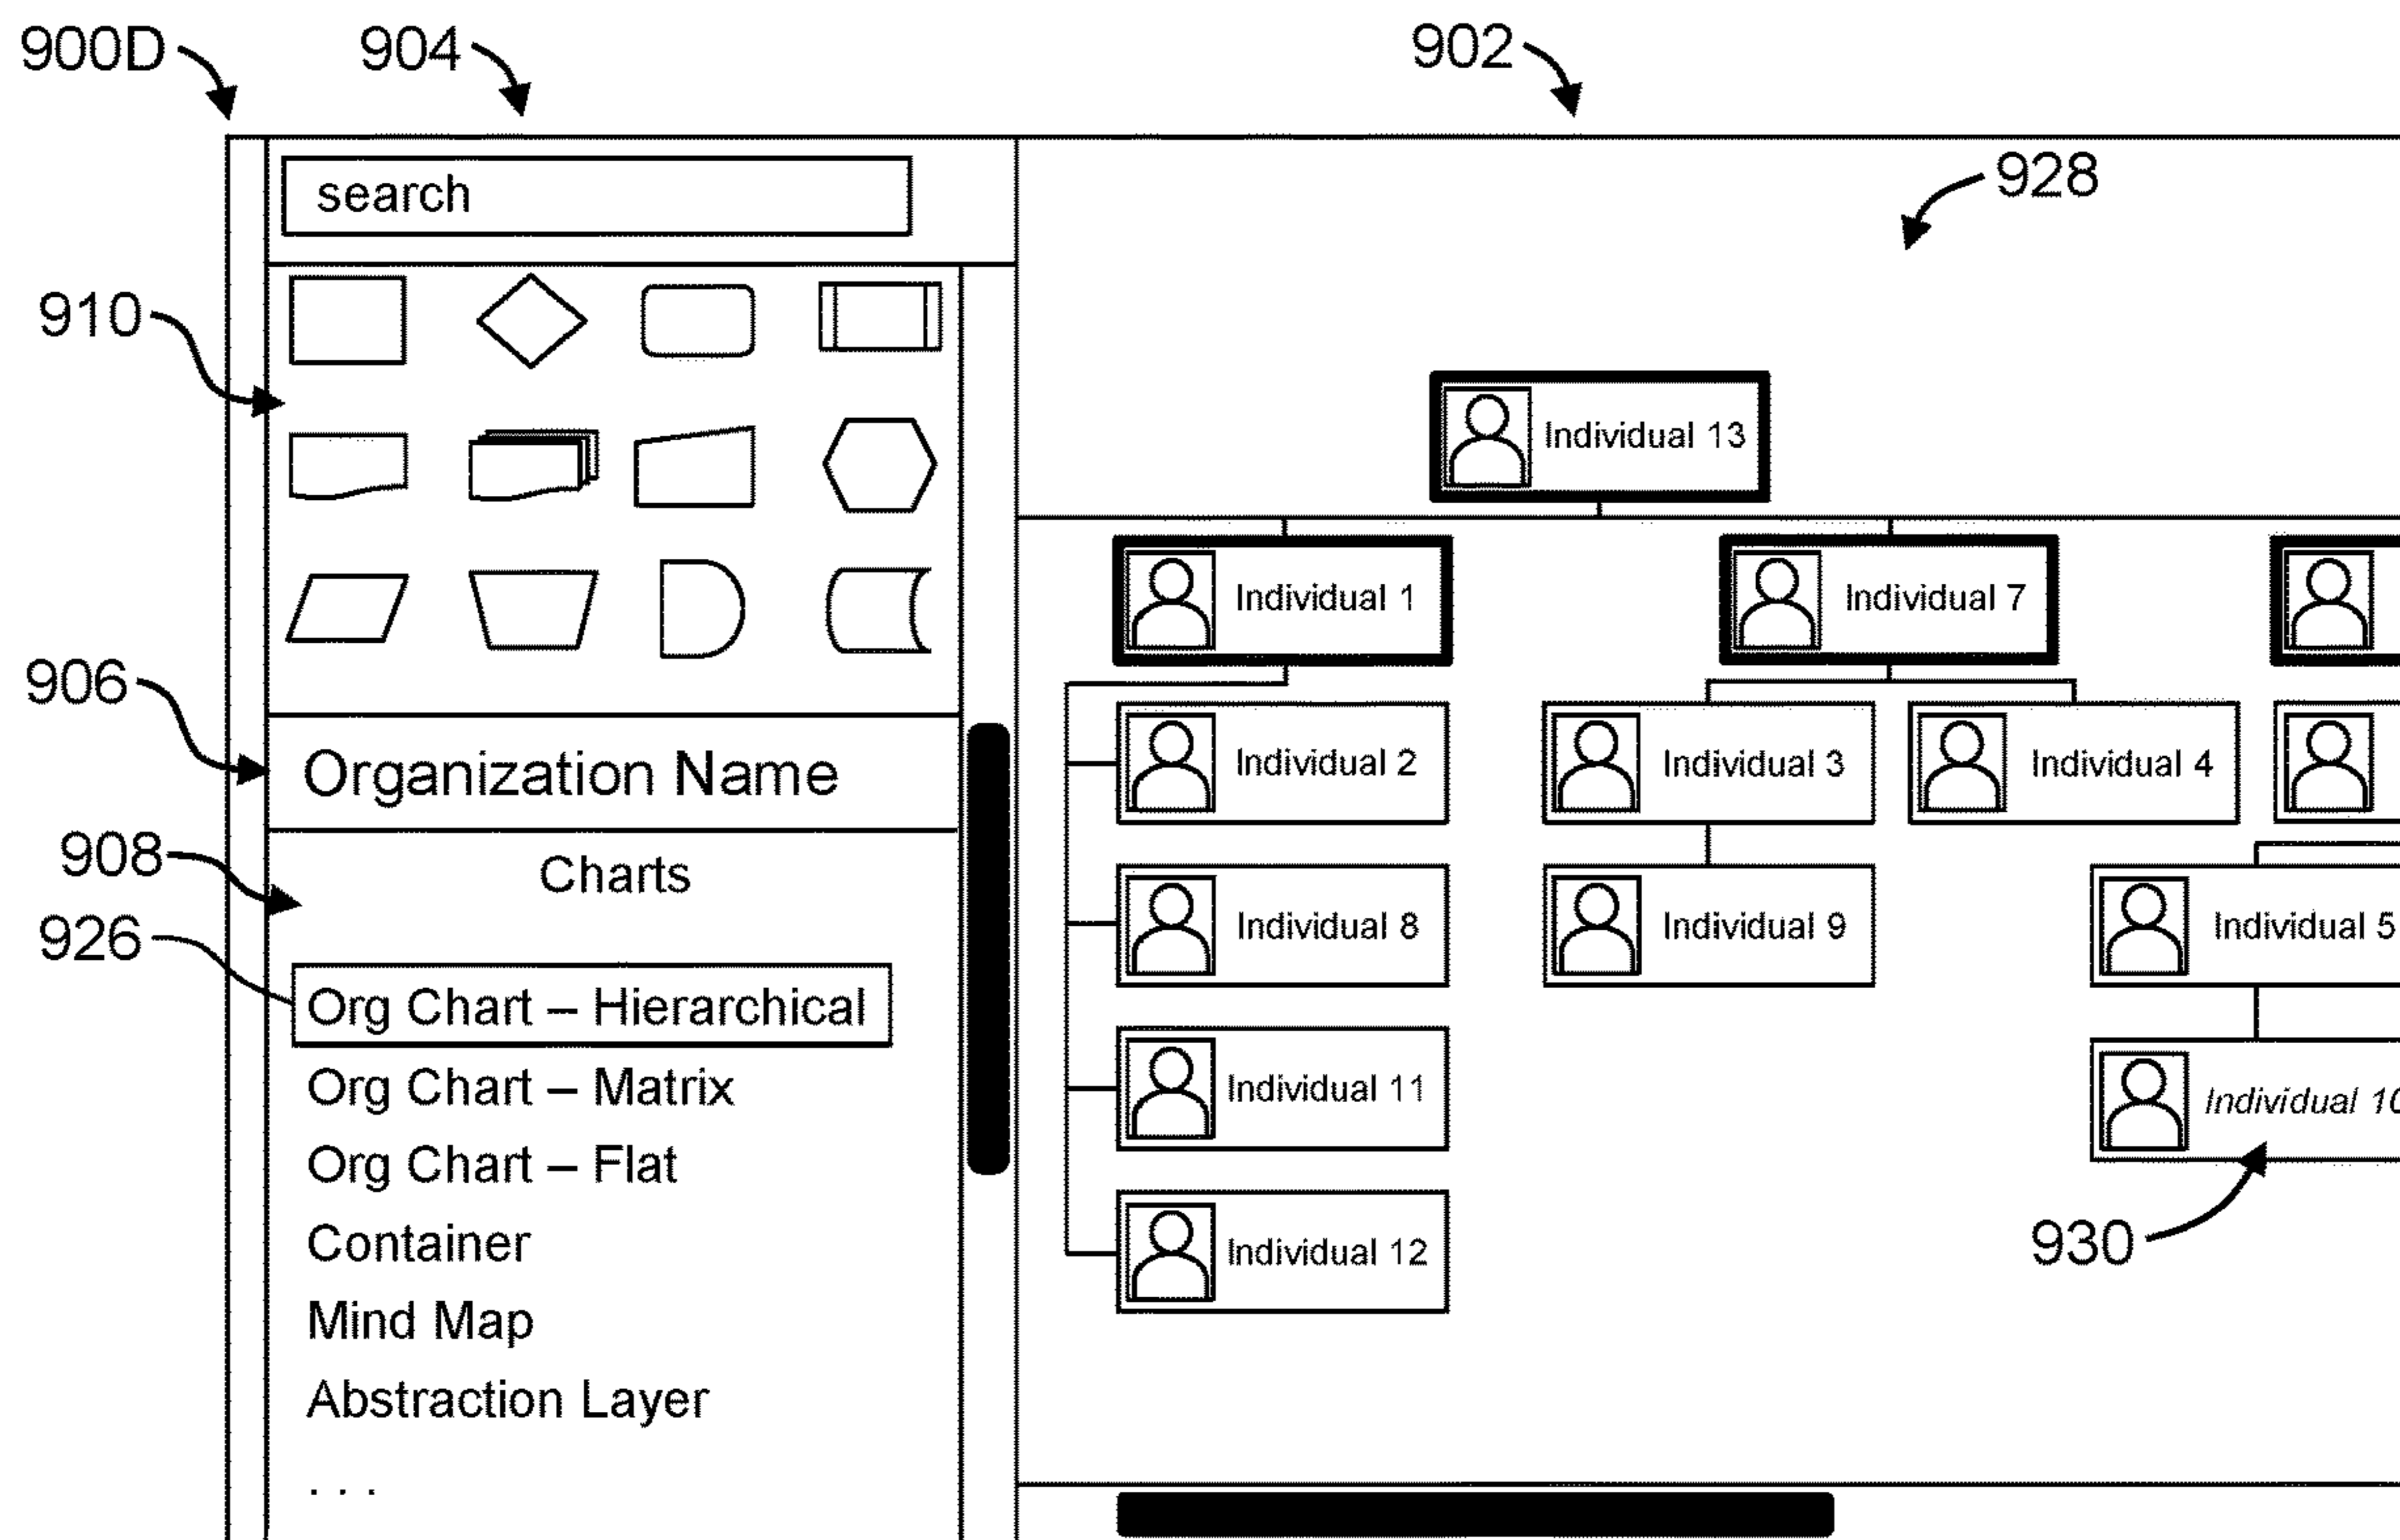 900D
904
902
928
search
910
Individual 13
Individual 1
Individual 7
906
Organization Name
Individual 2
Individual 3
Individual 4
908
Charts
926
Individual 8
Individual 9
Individual 5
Org Chart – Hierarchical
Org Chart – Matrix
Individual 11
Individual 10
Org Chart – Flat
Container
Individual 12
930
Mind Map
Abstraction Layer
. . .